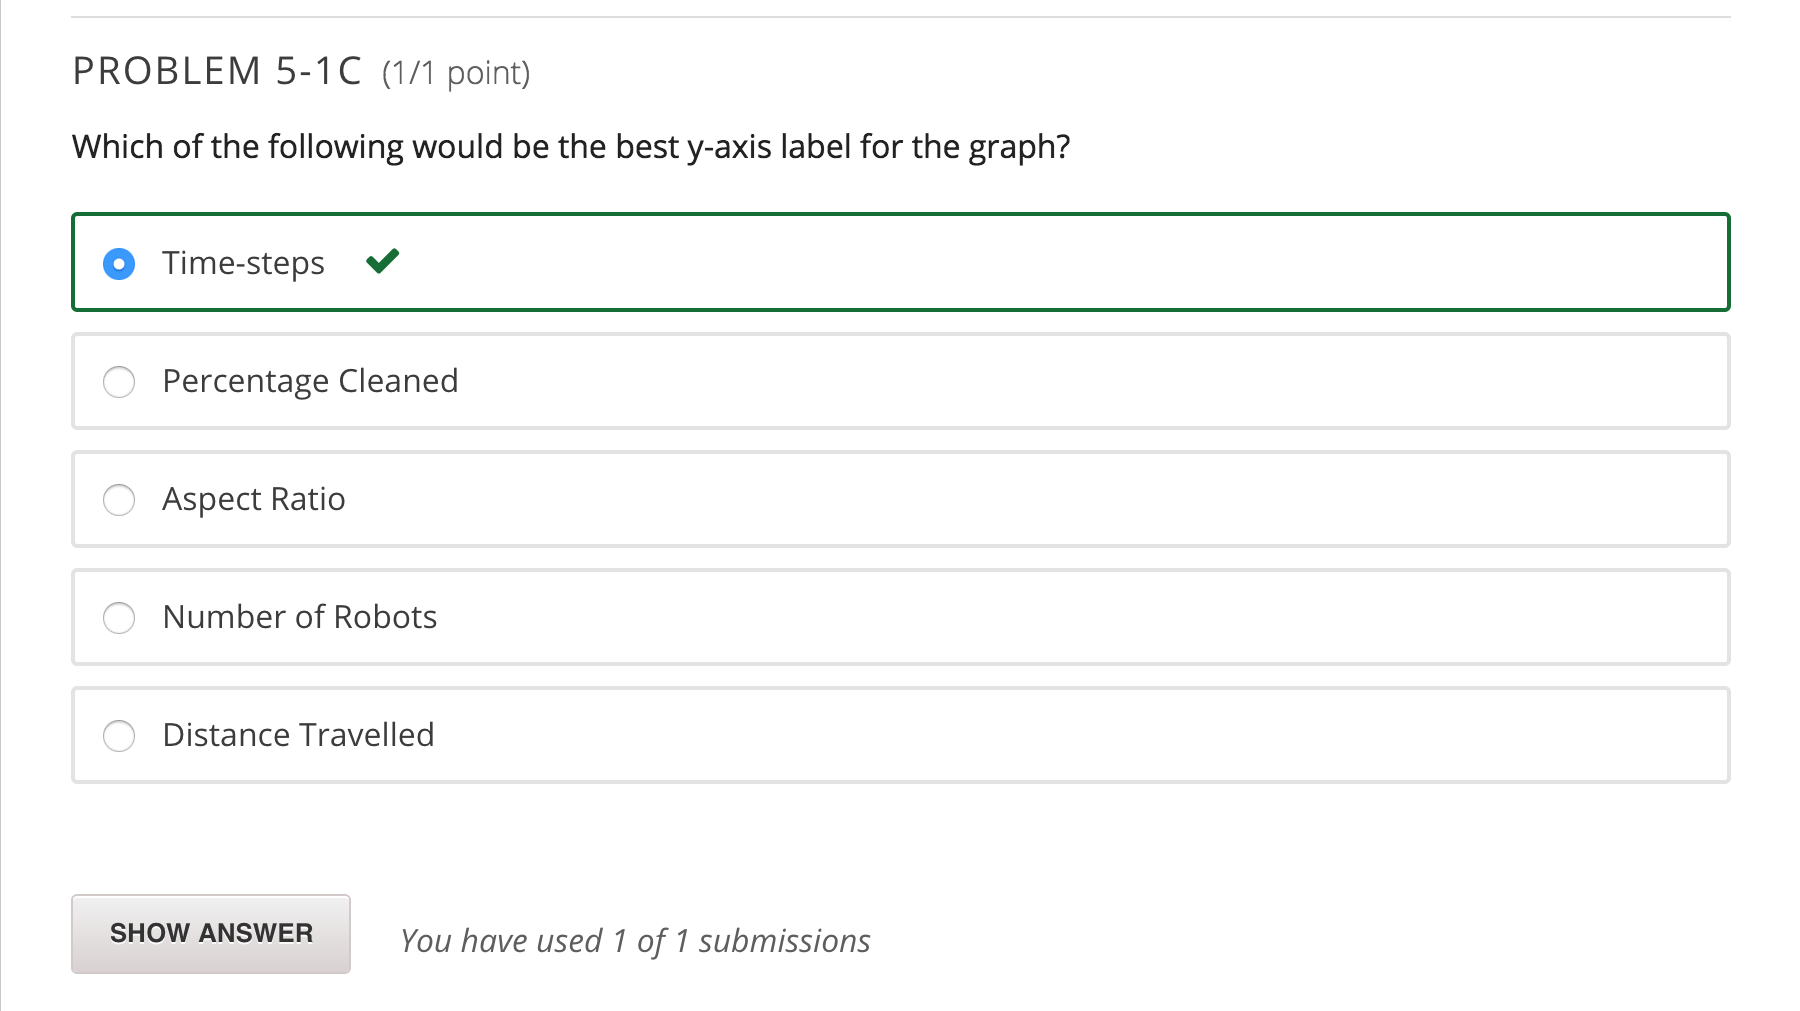 PROBLEM 5-1C (1/1 point)
Which of the following would be the best y-axis label for the graph?
Time-steps
Percentage Cleaned
Aspect Ratio
Number of Robots
Distance Travelled
SHOW ANSWER
You have used 1 of 1 submissions